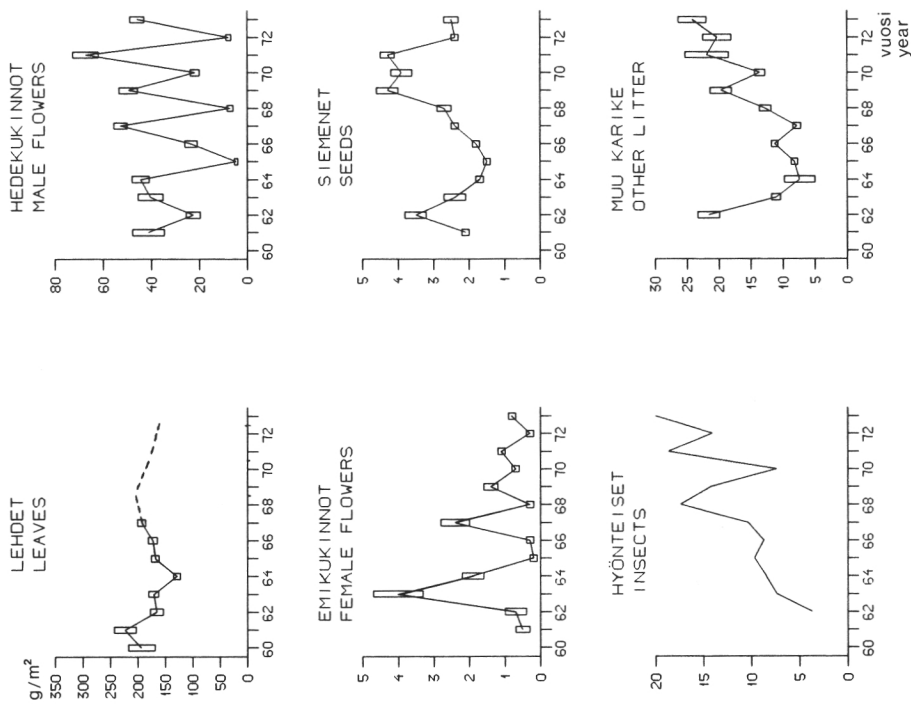 g/m²
LEHDET
LEAVES
350
300
250
200
150
100
50
0
60 62 64 66 68 70 72
HEDEKUKINNOT
MALE FLOWERS
80
60
40
20
0
60 62 64 66 68 70 72
EMIKUKINNOT
FEMALE FLOWERS
5
4
3
2
1
0
60 62 64 66 68 70 72
SIEMENET
SEEDS
5
4
3
2
1
0
60 62 64 66 68 70 72
HYÖNTEISET
INSECTS
20
15
10
5
0
60 62 64 66 68 70 72
MUU KARIKE
OTHER LITTER
30
25
20
15
10
5
0
60 62 64 66 68 70 72
vuosi
year